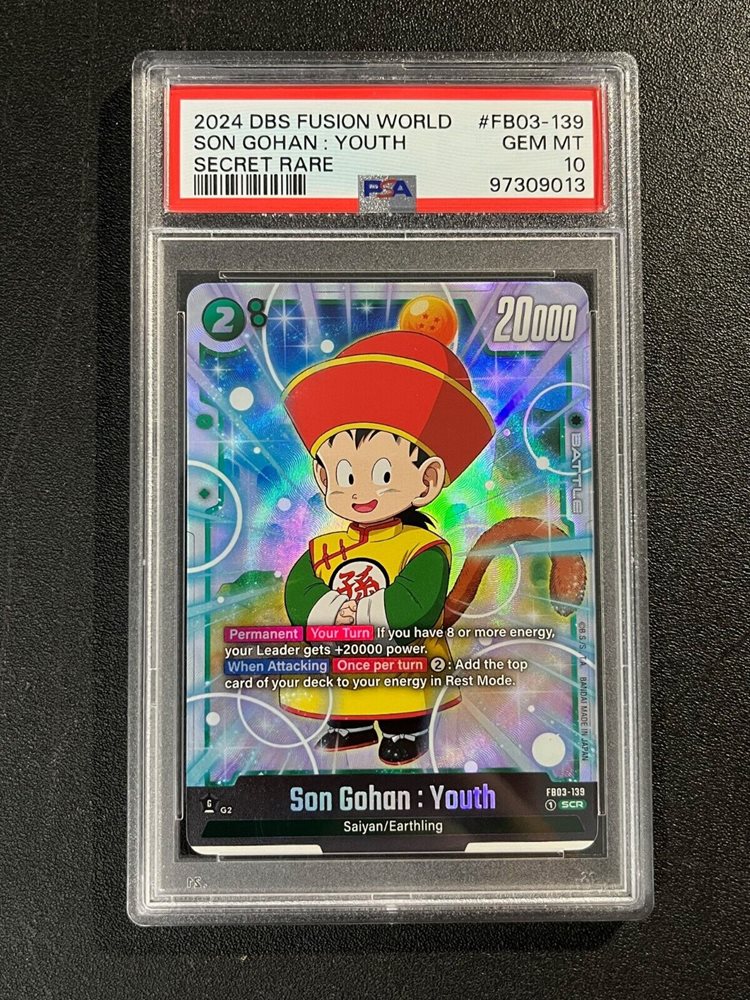 2024 DBS FUSION WORLD #FB03-139
SON GOHAN : YOUTH GEM MT
SECRET RARE 10
PSA 97309013
2 8 20000
BATTLE
孫
Permanent Your Turn If you have 8 or more energy,
your Leader gets +20000 power.
When Attacking Once per turn 2 : Add the top
card of your deck to your energy in Rest Mode.
©B.S./S.,T.A. BANDAI MADE IN JAPAN
FB03-139
Son Gohan : Youth
G G2 1 SCR
Saiyan/Earthling